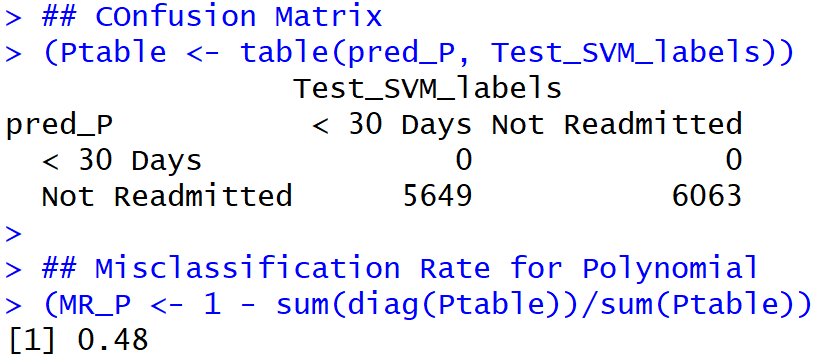 > ## COnfusion Matrix
> (Ptable <- table(pred_P, Test_SVM_labels))
Test_SVM_labels
pred_P < 30 Days Not Readmitted
< 30 Days 0 0
Not Readmitted 5649 6063
>
> ## Misclassification Rate for Polynomial
> (MR_P <- 1 - sum(diag(Ptable))/sum(Ptable))
[1] 0.48